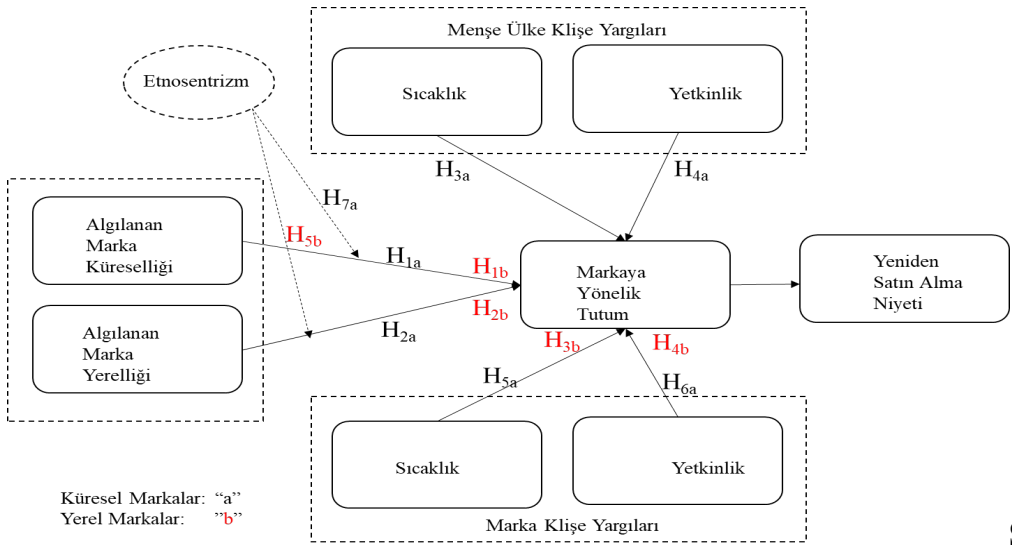 Menşe Ülke Klişe Yargıları
Etnosentrizm
Sıcaklık
Yetkinlik
H3a
H4a
H7a
Algılanan
Marka
Küreselliği
H5b
H1a
H1b
Markaya
Yönelik
Tutum
Yeniden
Satın Alma
Niyeti
Algılanan
Marka
Yerelliği
H2a
H2b
H3b
H4b
H5a
H6a
Sıcaklık
Yetkinlik
Marka Klişe Yargıları
Küresel Markalar: “a”
Yerel Markalar: ”b”